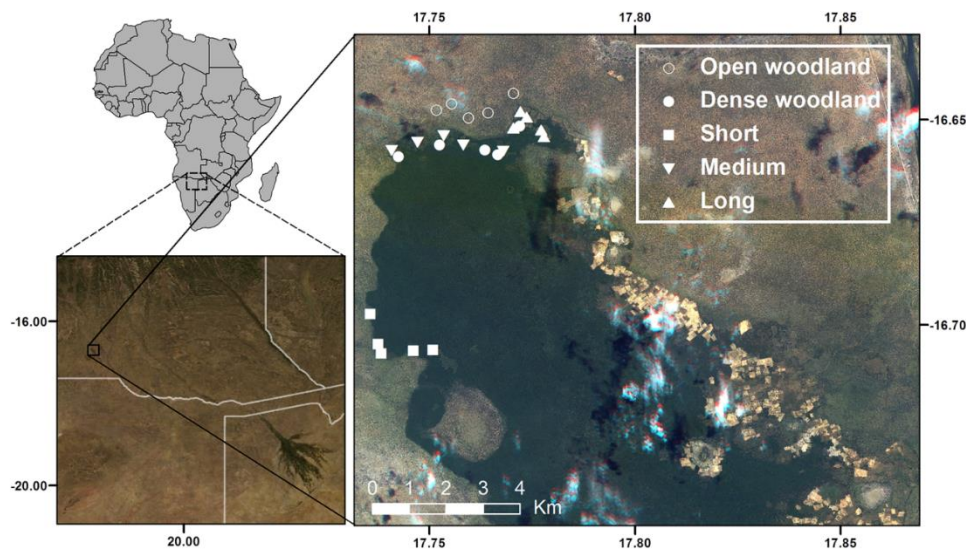 17.75 17.80 17.85
Open woodland
Dense woodland
Short
Medium
Long
-16.65
-16.70
-16.00
-20.00
20.00
0 1 2 3 4
Km
17.75 17.80 17.85